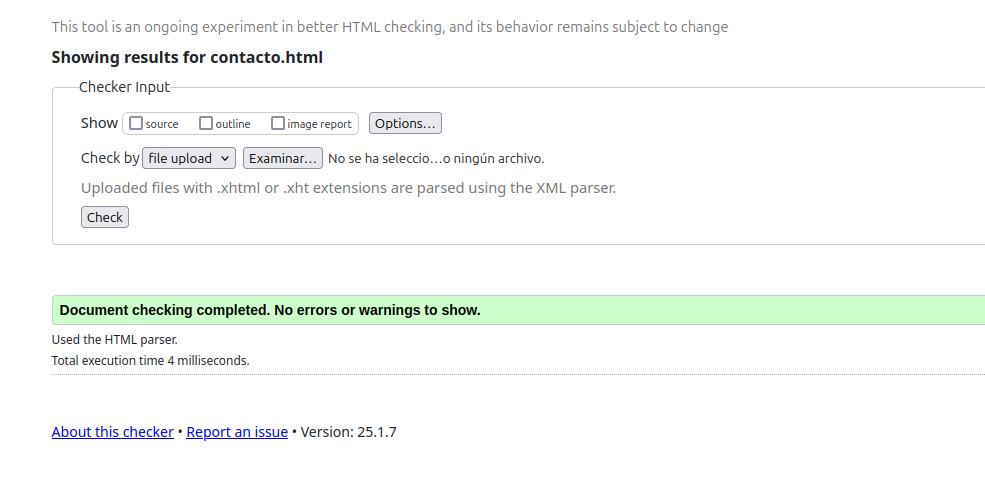 This tool is an ongoing experiment in better HTML checking, and its behavior remains subject to change
Showing results for contacto.html
Checker Input
Show source outline image report Options...
Check by file upload Examinar... No se ha seleccio...o ningún archivo.
Uploaded files with .xhtml or .xht extensions are parsed using the XML parser.
Check
Document checking completed. No errors or warnings to show.
Used the HTML parser.
Total execution time 4 milliseconds.
About this checker • Report an issue • Version: 25.1.7